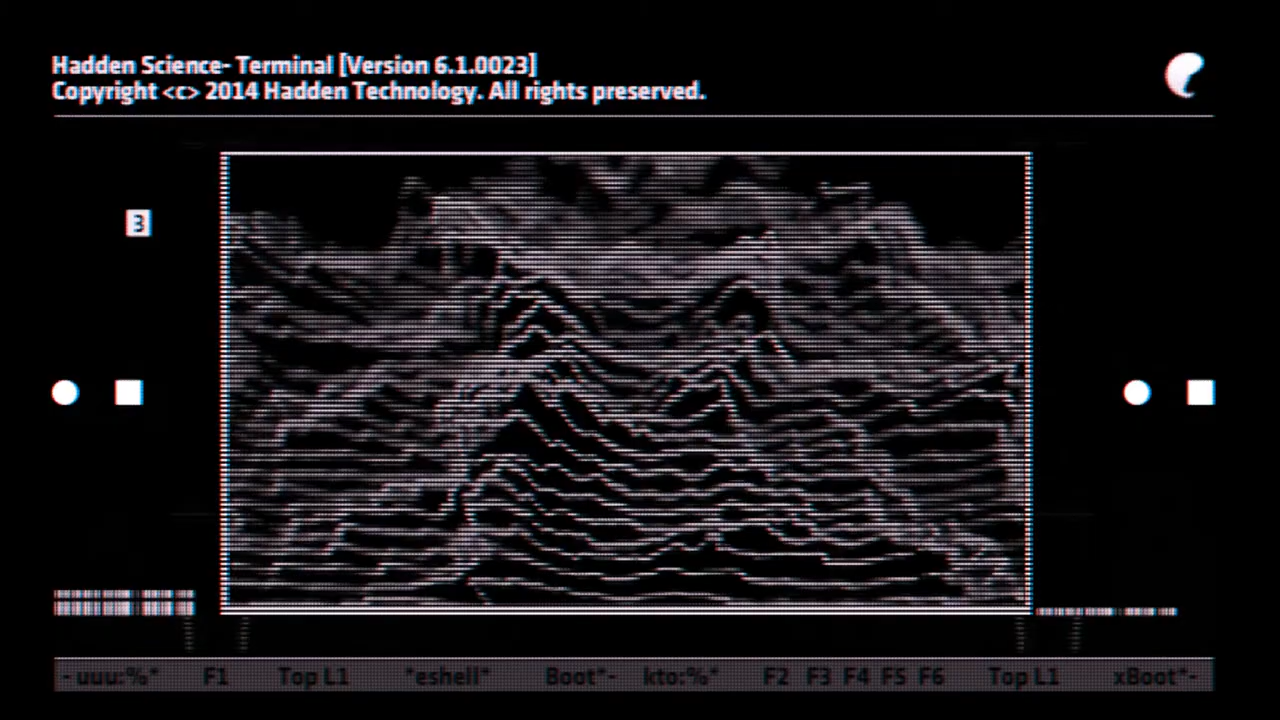 Hadden Science- Terminal [Version 6.1.0023]
Copyright <c> 2014 Hadden Technology. All rights preserved.
3
- uuu:%* F1 Top L1 *eshell* Boot*- kto:%* F2 F3 F4 F5 F6 Top L1 xBoot*-